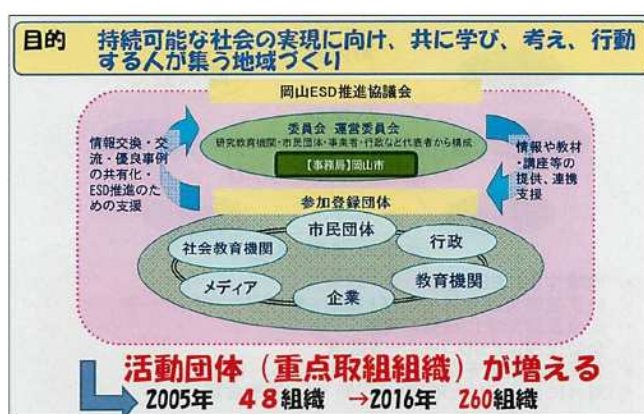 目的 持続可能な社会の実現に向け、共に学び、考え、行動
する人が集う地域づくり
岡山ESD推進協議会
委員会 運営委員会
研究教育機関・市民団体・事業者・行政など代表者から構成
【事務局】岡山市
情報交換・交
流・優良事例
の共有化・
ESD推進のた
めの支援
情報や教材
・講座等の
提供、連携
支援
参加登録団体
市民団体
社会教育機関
行政
メディア
教育機関
企業
活動団体(重点取組組織)が増える
2005年 48組織 →2016年 260組織